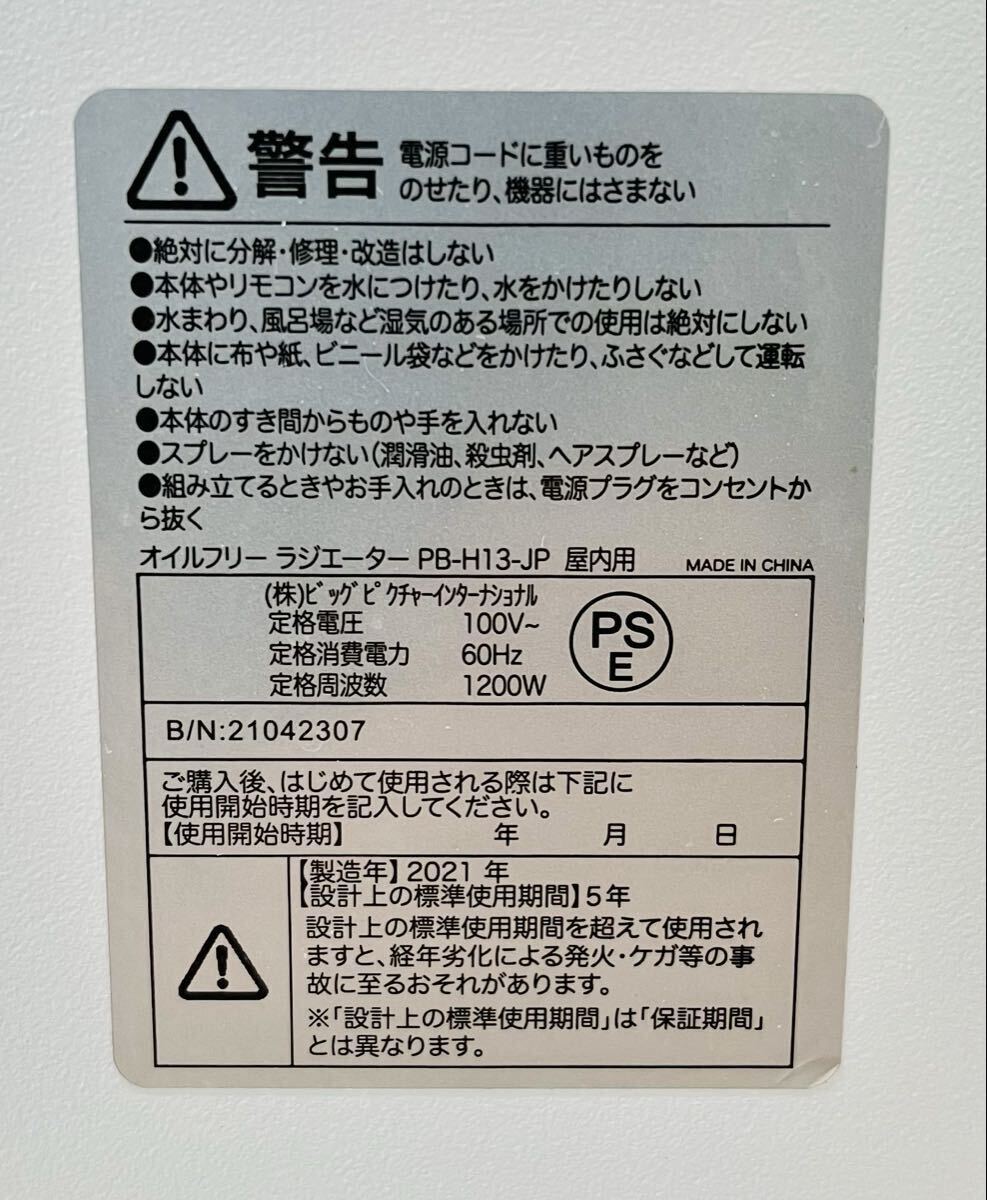 警告 電源コードに重いものを
のせたり、機器にはさまない
●絶対に分解・修理・改造はしない
●本体やリモコンを水につけたり、水をかけたりしない
●水まわり、風呂場など湿気のある場所での使用は絶対にしない
●本体に布や紙、ビニール袋などをかけたり、ふさぐなどして運転
しない
●本体のすき間からものや手を入れない
●スプレーをかけない(潤滑油、殺虫剤、ヘアスプレーなど)
●組み立てるときやお手入れのときは、電源プラグをコンセントか
ら抜く
オイルフリー ラジエーター PB-H13-JP 屋内用 MADE IN CHINA
(株)ビッグピクチャーインターナショナル
定格電圧 100V~
定格消費電力 60Hz
定格周波数 1200W
PS
E
B/N:21042307
ご購入後、はじめて使用される際は下記に
使用開始時期を記入してください。
【使用開始時期】 年 月 日
【製造年】2021 年
【設計上の標準使用期間】5年
設計上の標準使用期間を超えて使用され
ますと、経年劣化による発火・ケガ等の事
故に至るおそれがあります。
※「設計上の標準使用期間」は「保証期間」
とは異なります。